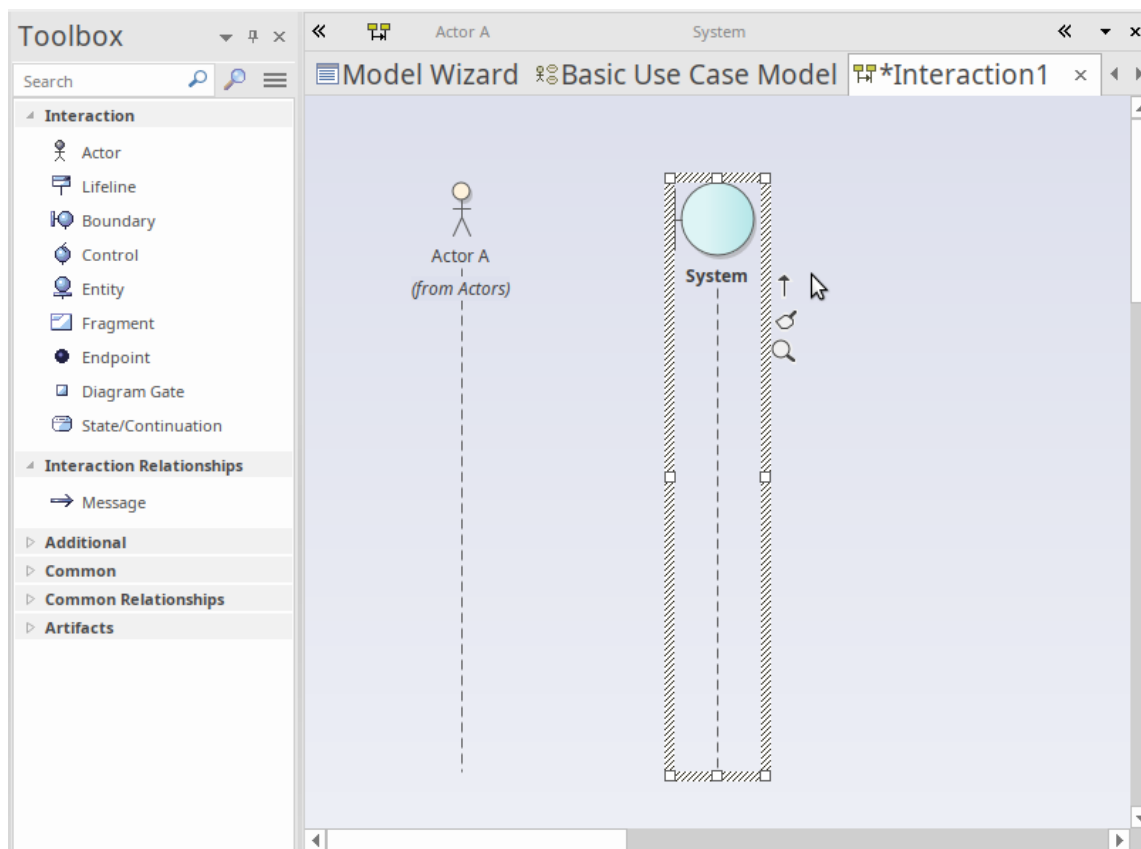 Toolbox
Actor A System
Search
Model Wizard Basic Use Case Model *Interaction1
Interaction
Actor
Lifeline
Boundary
Control
Entity
Fragment
Endpoint
Diagram Gate
State/Continuation
Interaction Relationships
Message
Additional
Common
Common Relationships
Artifacts
Actor A
(from Actors)
System